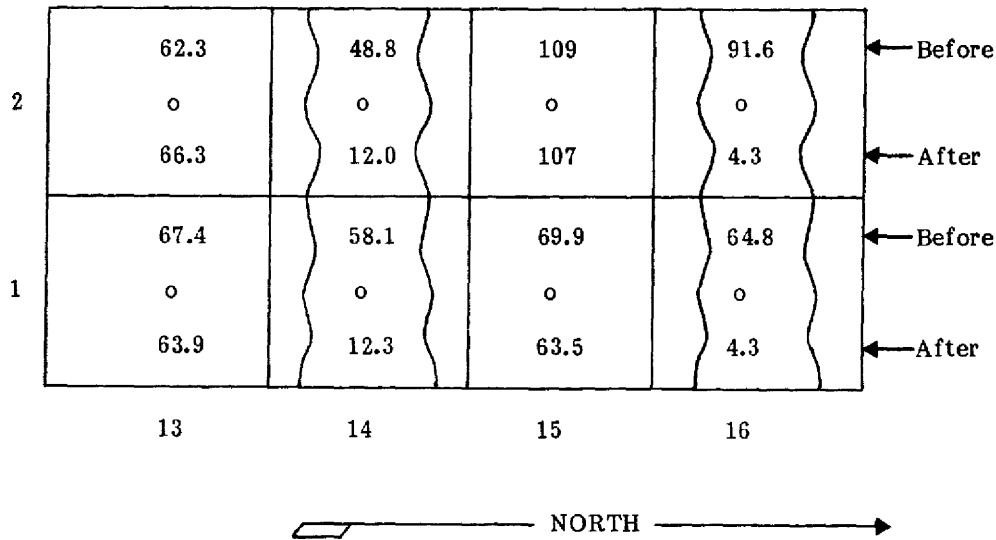 62.3 48.8 109 91.6 Before
2 o o o o
66.3 12.0 107 4.3 After
67.4 58.1 69.9 64.8 Before
1 o o o o
63.9 12.3 63.5 4.3 After
13 14 15 16
NORTH